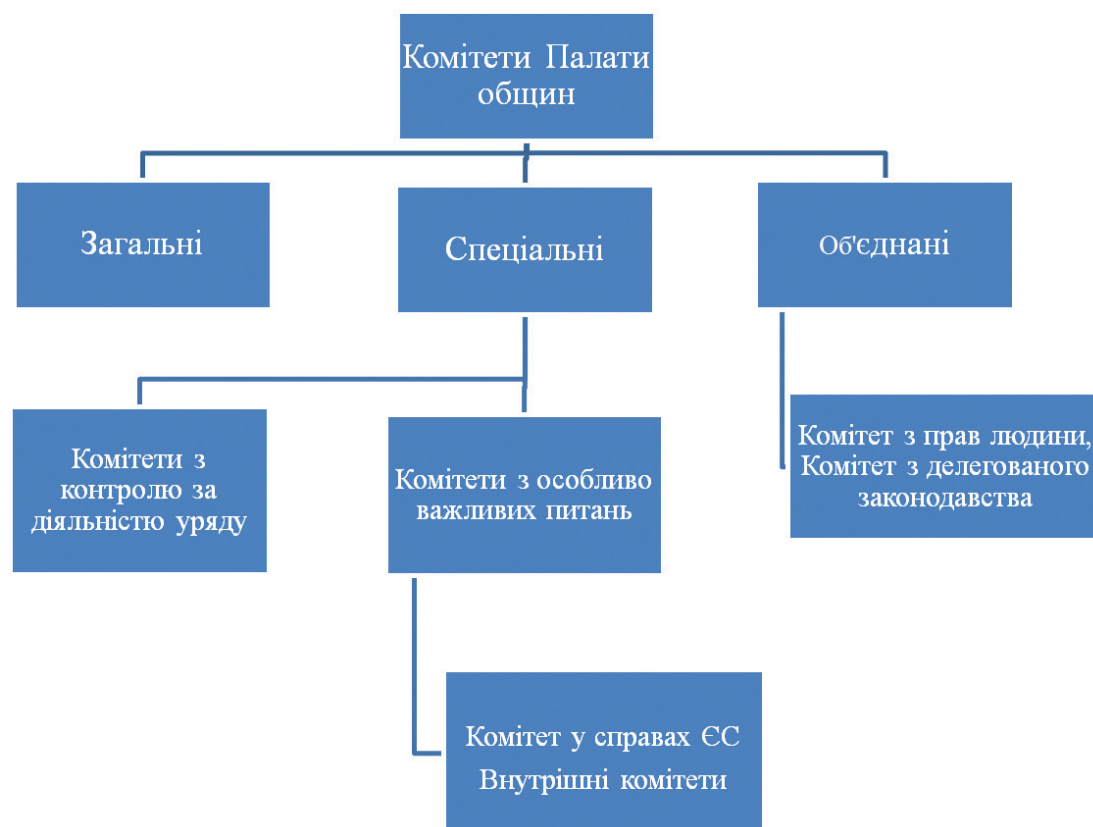 Комітети Палати
общин
Загальні
Спеціальні
Об'єднані
Комітети з
контролю за
діяльністю уряду
Комітети з особливо
важливих питань
Комітет з прав людини,
Комітет з делегованого
законодавства
Комітет у справах ЄС
Внутрішні комітети